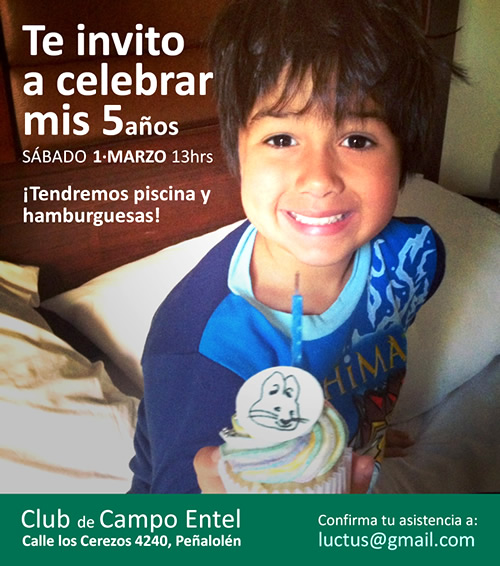 Te invito
a celebrar
mis 5años
SÁBADO 1·MARZO 13hrs
¡Tendremos piscina y
hamburguesas!
HiMA
Club de Campo Entel
Calle los Cerezos 4240, Peñalolén
Confirma tu asistencia a:
luctus@gmail.com